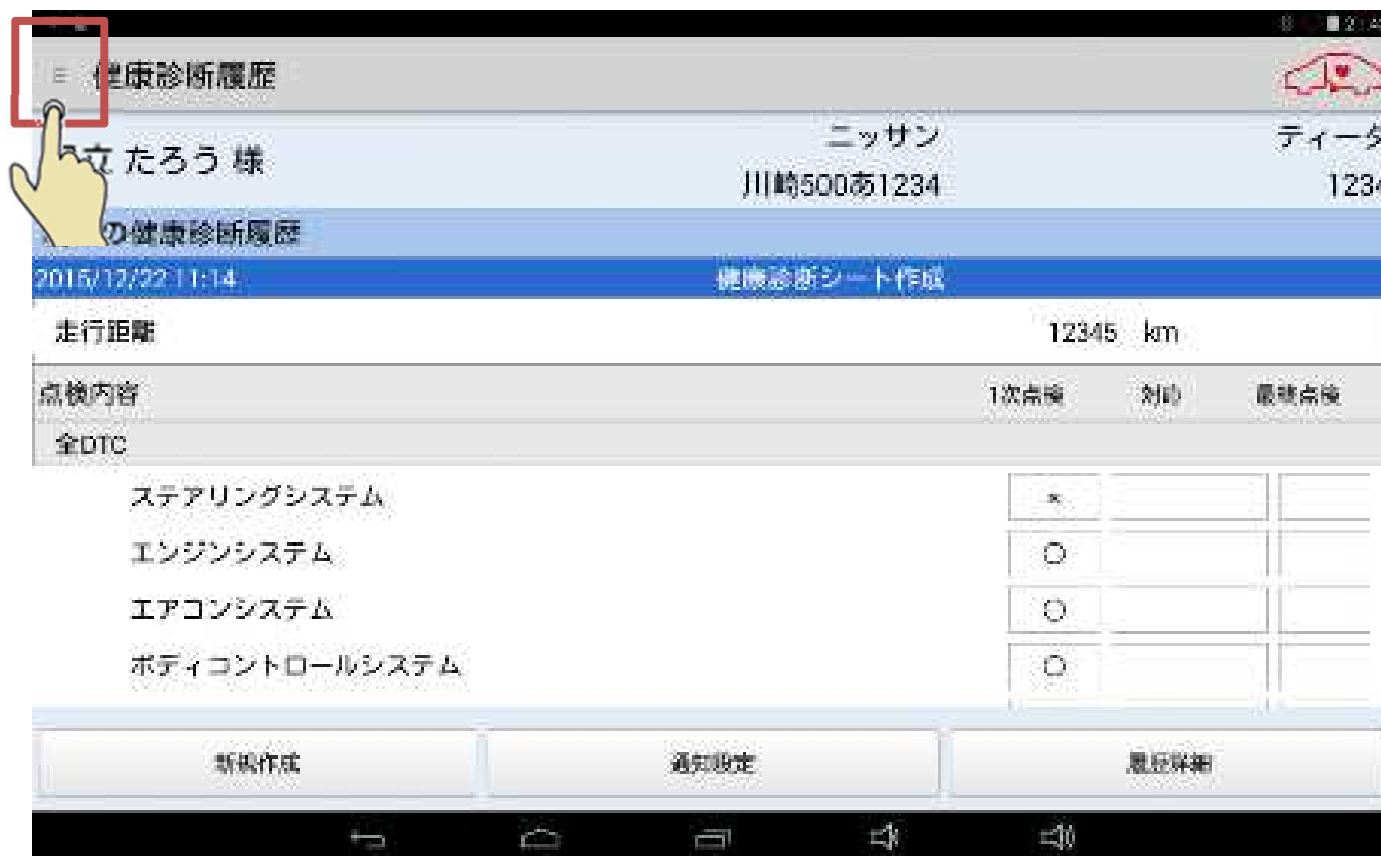 健康診断履歴
立 たろう 様
ニッサン
ティーダ
川崎500あ1234
1234
の健康診断履歴
2015/12/22 11:14
健康診断シート作成
走行距離 12345 km
点検内容 1次点検 対応 最終点検
全DTC
ステアリングシステム ×
エンジンシステム ○
エアコンシステム ○
ボディコントロールシステム ○
新規作成 通知設定 履歴詳細